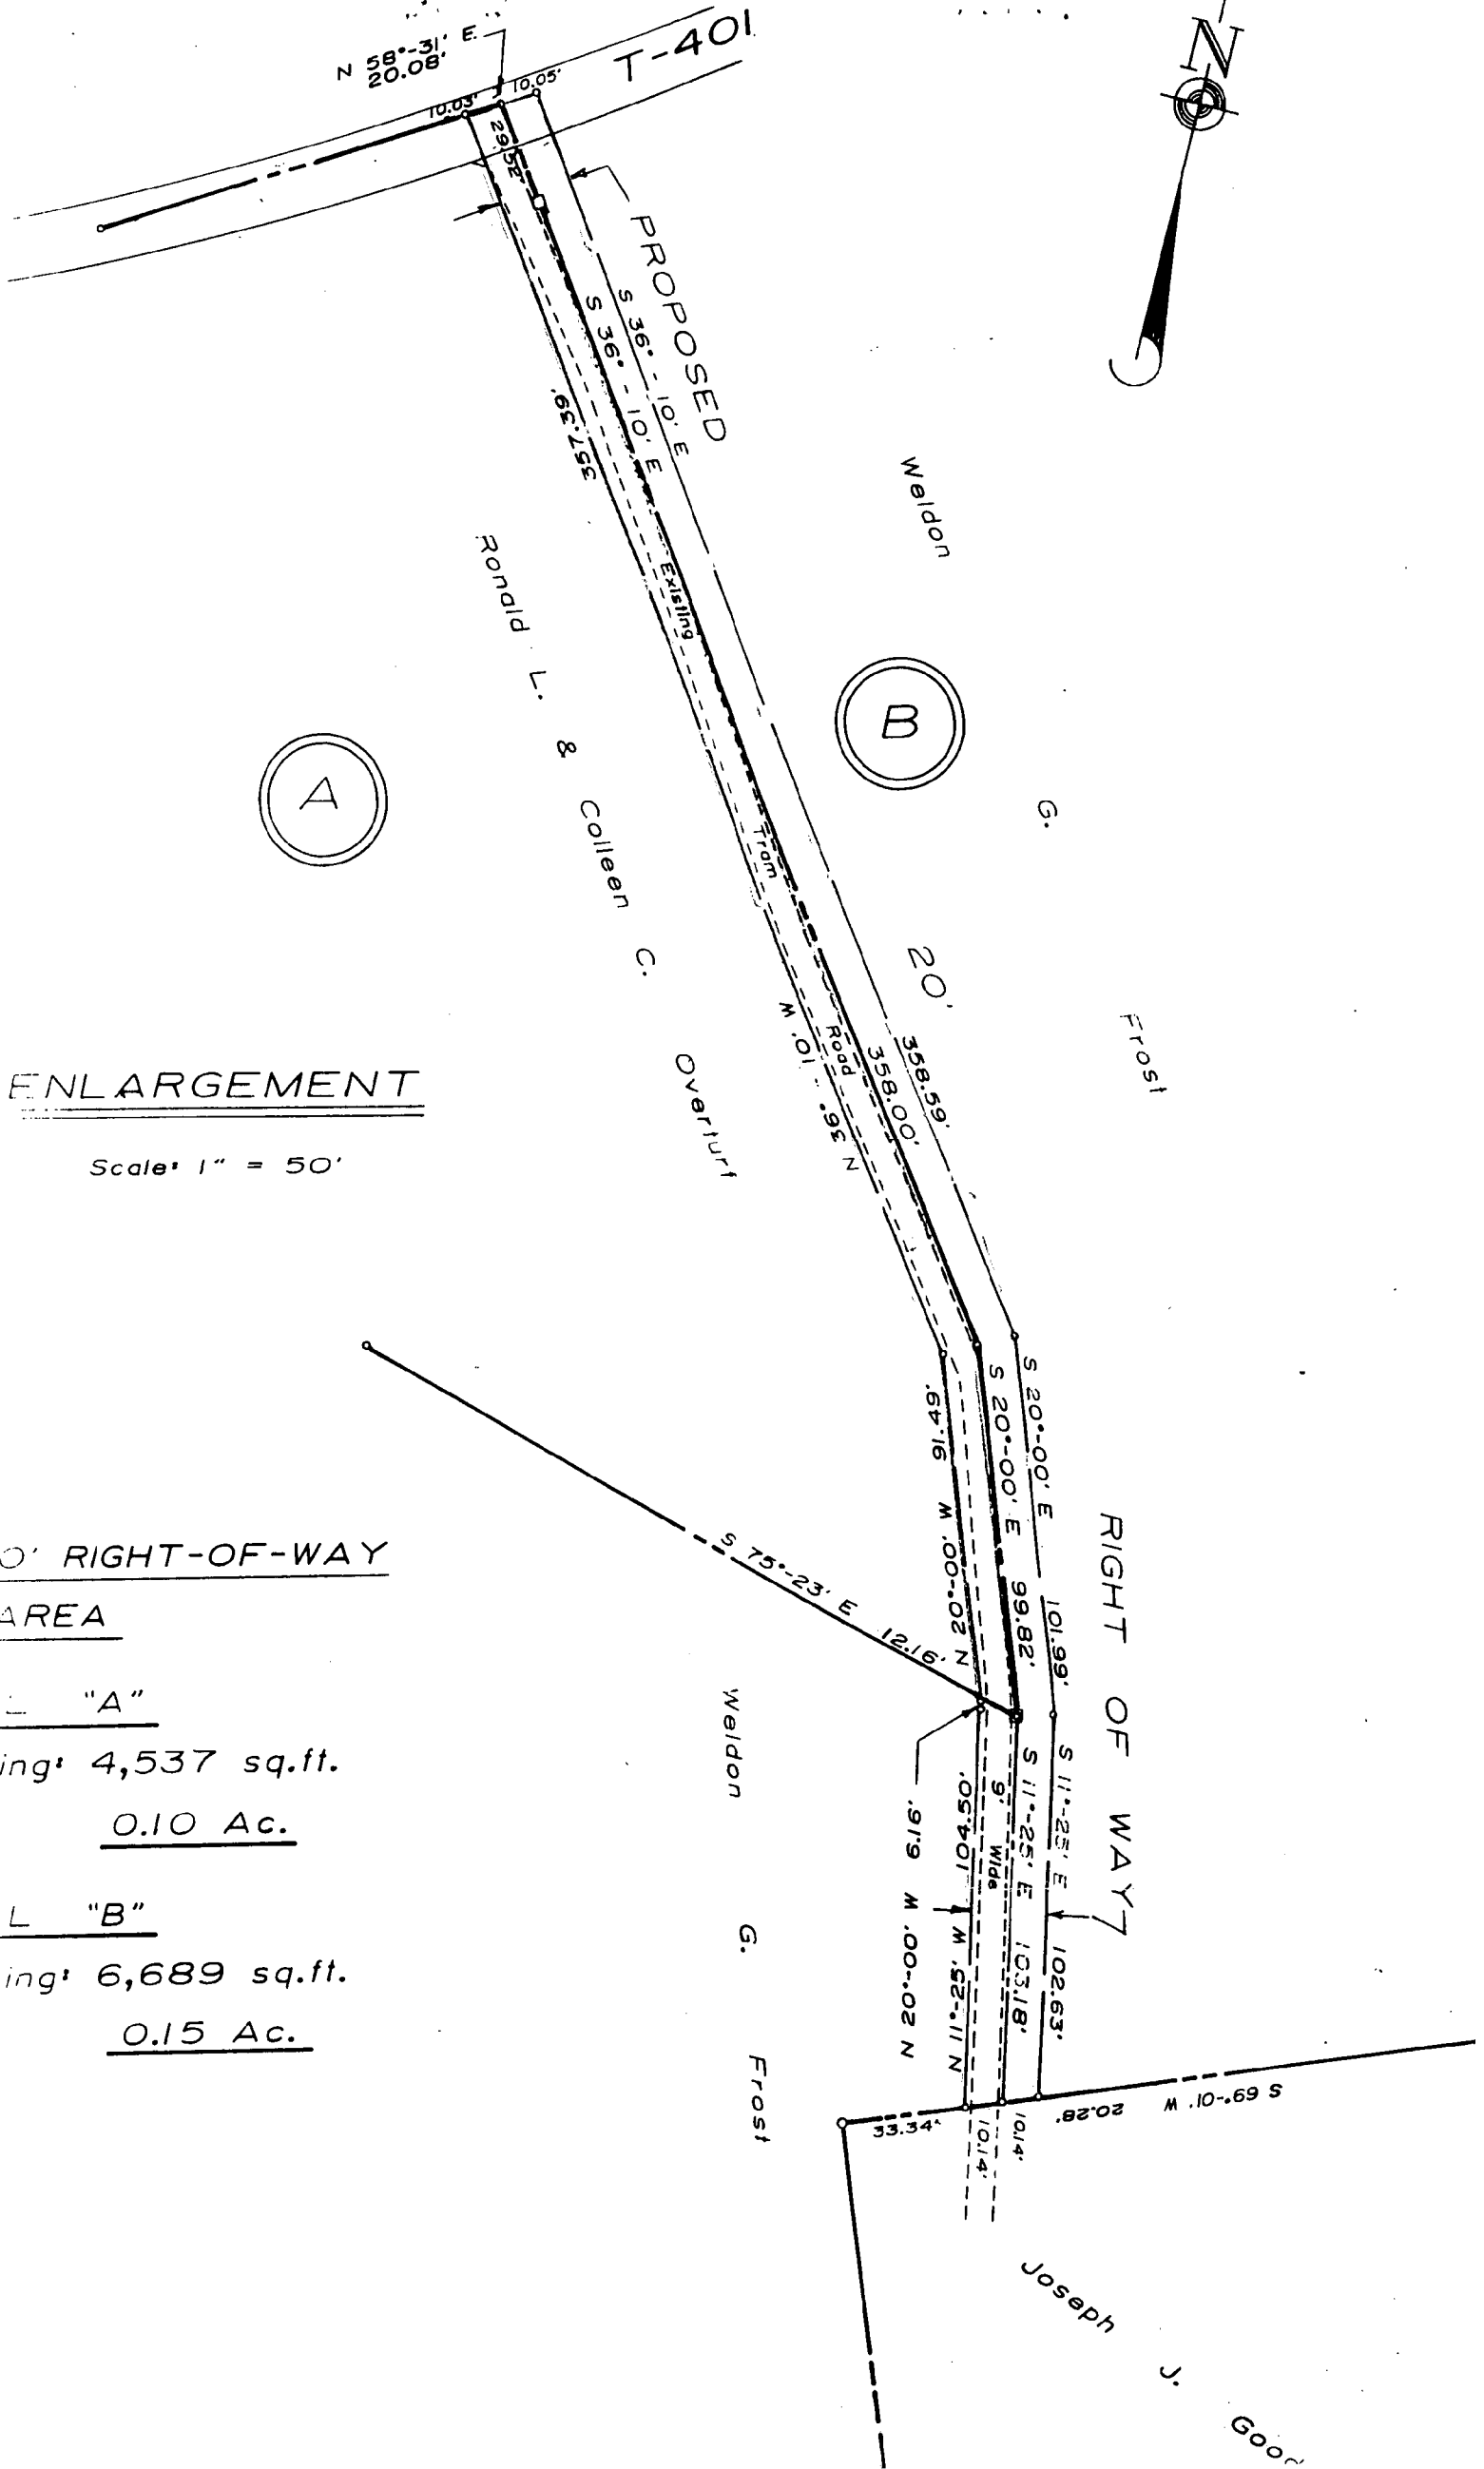 N 58°-31' E.
20.08'
T-401
N
10.03'
10.05'
29.52'
PROPOSED
S 36° - 10' E
S 36° - 10' E
357.39'
Weldon
Existing
Ronald L. & Colleen C. Overturf
B
A
G.
Tram
20'
Frost
Road
N 36° - 10' W
358.59'
358.00'
ENLARGEMENT
Scale: 1" = 50'
S 20°-00' E 101.99'
S 20°-00' E 99.82'
N 20°-00' W 91.49'
RIGHT OF WAY
S 75°-23' E 12.16'
0' RIGHT-OF-WAY
AREA
L "A"
ing: 4,537 sq.ft.
0.10 Ac.
L "B"
ing: 6,689 sq.ft.
0.15 Ac.
Weldon G. Frost
N 20°-00' W 6.19'
N 11°-25' W 104.50'
9' Wide
S 11°-25' E 103.18'
S 11°-25' E 102.63'
S 69°-01' W 20.28'
33.34'
10.14'
10.14'
Joseph J.